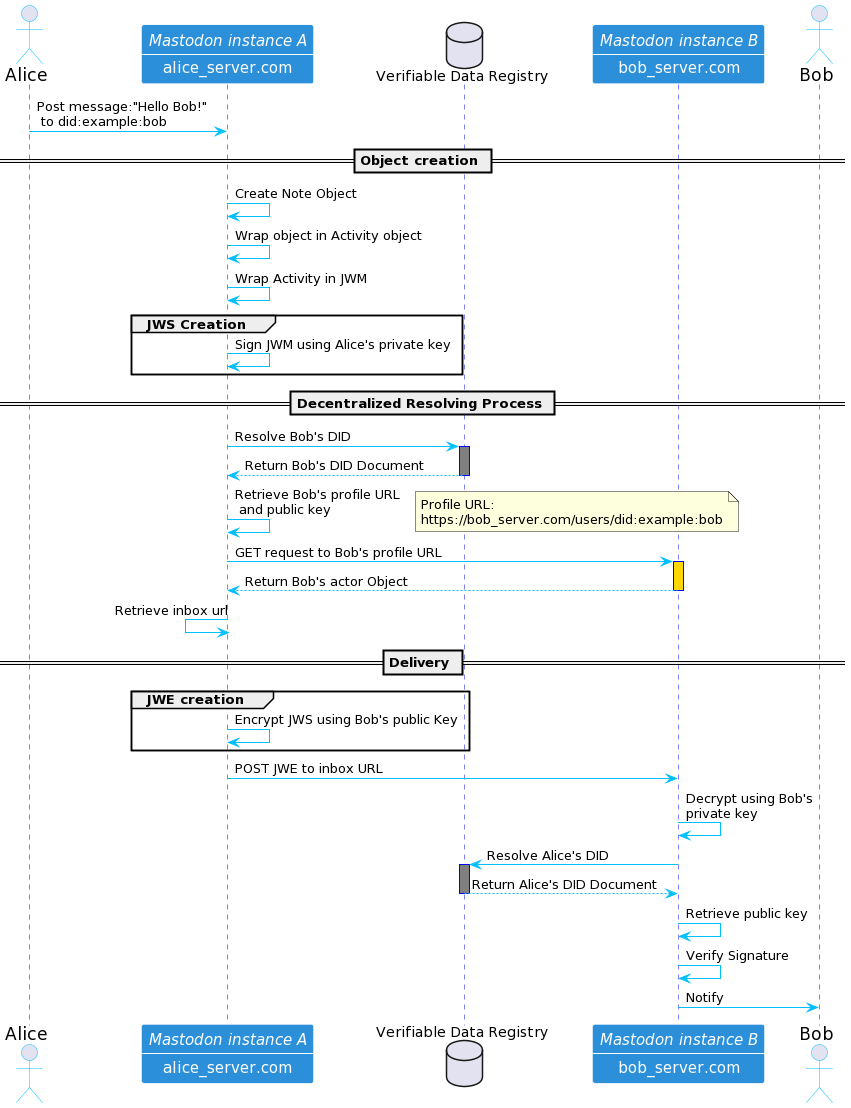 Alice
Mastodon instance A
alice_server.com
Verifiable Data Registry
Mastodon instance B
bob_server.com
Bob
Post message:"Hello Bob!"
to did:example:bob
Object creation
Create Note Object
Wrap object in Activity object
Wrap Activity in JWM
JWS Creation
Sign JWM using Alice's private key
Decentralized Resolving Process
Resolve Bob's DID
Return Bob's DID Document
Retrieve Bob's profile URL
and public key
Profile URL:
https://bob_server.com/users/did:example:bob
GET request to Bob's profile URL
Return Bob's actor Object
Retrieve inbox url
Delivery
JWE creation
Encrypt JWS using Bob's public Key
POST JWE to inbox URL
Decrypt using Bob's
private key
Resolve Alice's DID
Return Alice's DID Document
Retrieve public key
Verify Signature
Notify
Alice
Mastodon instance A
alice_server.com
Verifiable Data Registry
Mastodon instance B
bob_server.com
Bob